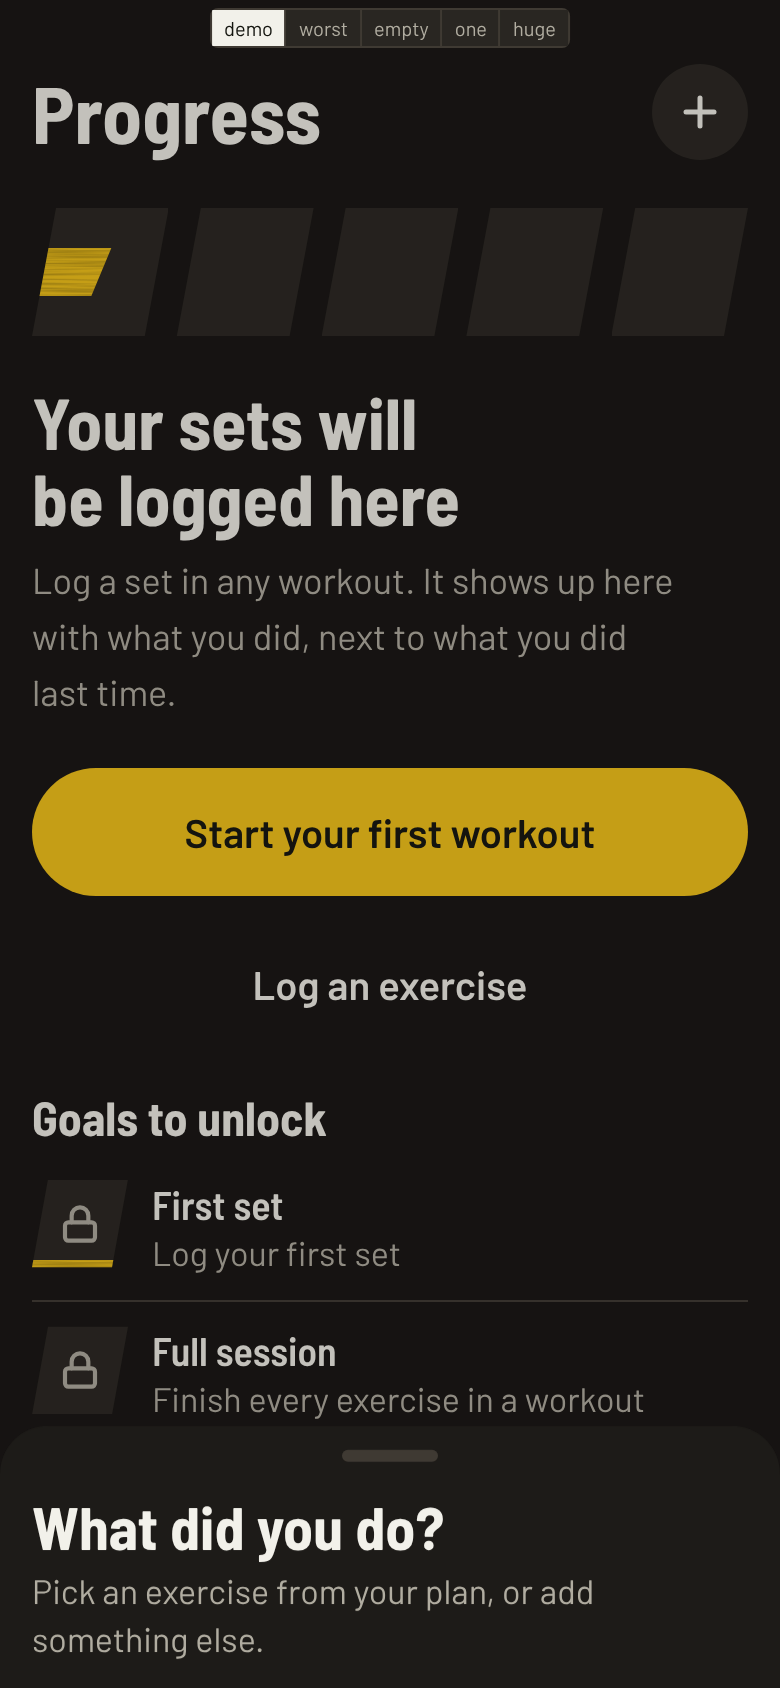 demo worst empty one huge
Progress
Your sets will
be logged here
Log a set in any workout. It shows up here
with what you did, next to what you did
last time.
Start your first workout
Log an exercise
Goals to unlock
First set
Log your first set
Full session
Finish every exercise in a workout
What did you do?
Pick an exercise from your plan, or add
something else.